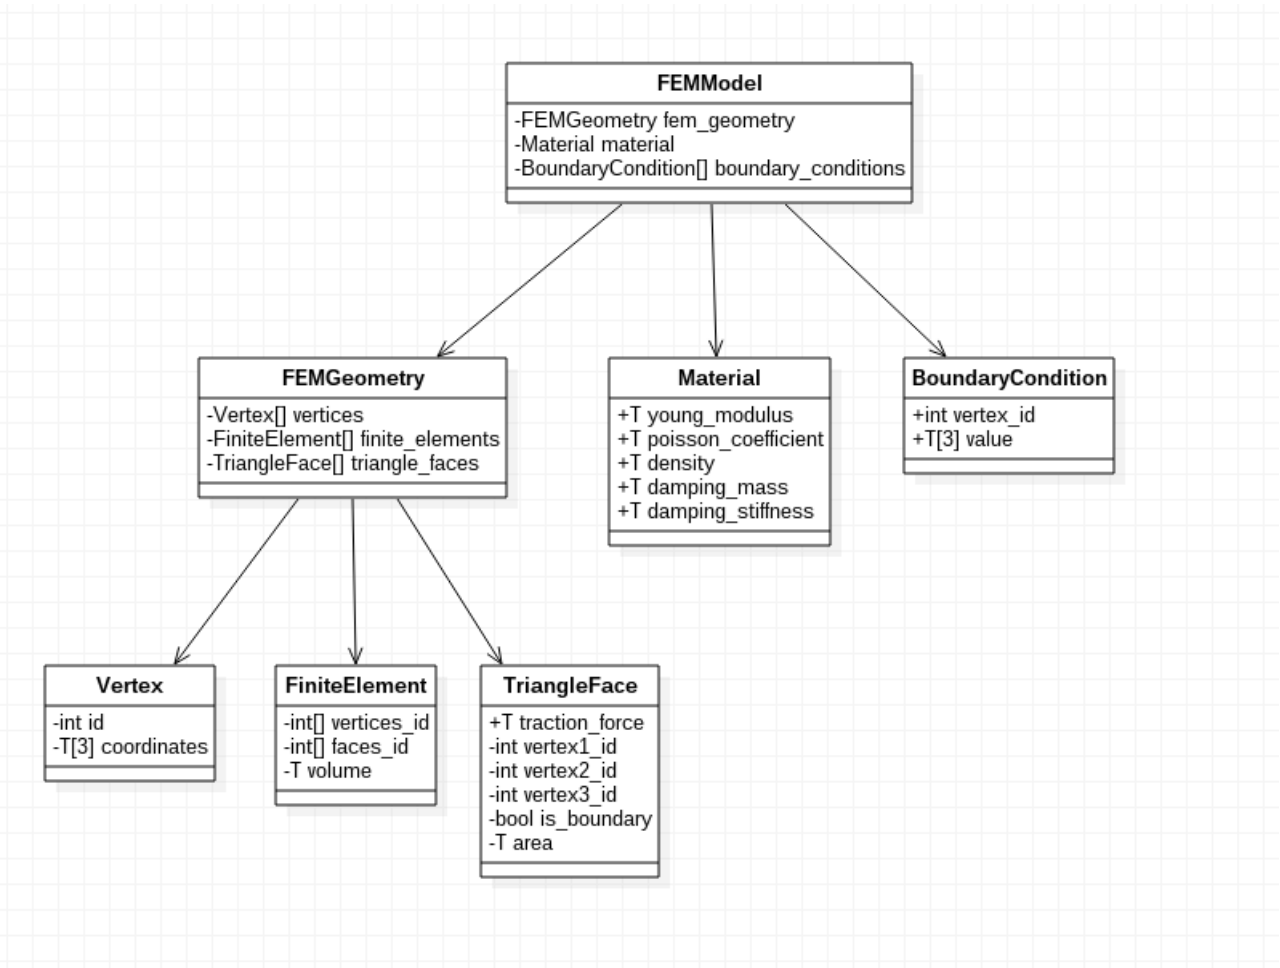 FEMModel
-FEMGeometry fem_geometry
-Material material
-BoundaryCondition[] boundary_conditions
FEMGeometry
-Vertex[] vertices
-FiniteElement[] finite_elements
-TriangleFace[] triangle_faces
Material
+T young_modulus
+T poisson_coefficient
+T density
+T damping_mass
+T damping_stiffness
BoundaryCondition
+int vertex_id
+T[3] value
Vertex
-int id
-T[3] coordinates
FiniteElement
-int[] vertices_id
-int[] faces_id
-T volume
TriangleFace
+T traction_force
-int vertex1_id
-int vertex2_id
-int vertex3_id
-bool is_boundary
-T area